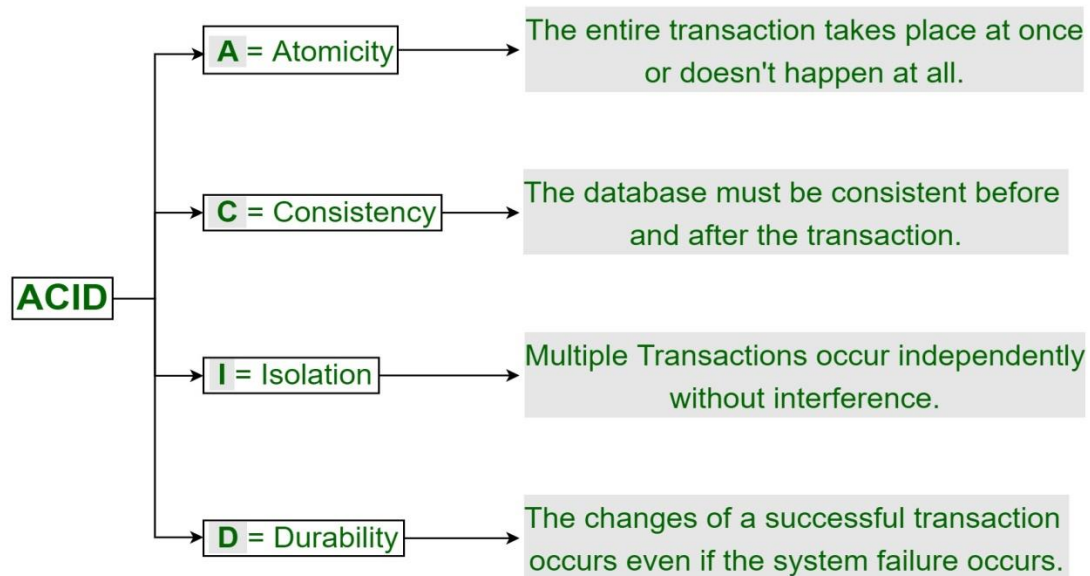 ACID
A = Atomicity
The entire transaction takes place at once
or doesn't happen at all.
C = Consistency
The database must be consistent before
and after the transaction.
I = Isolation
Multiple Transactions occur independently
without interference.
D = Durability
The changes of a successful transaction
occurs even if the system failure occurs.